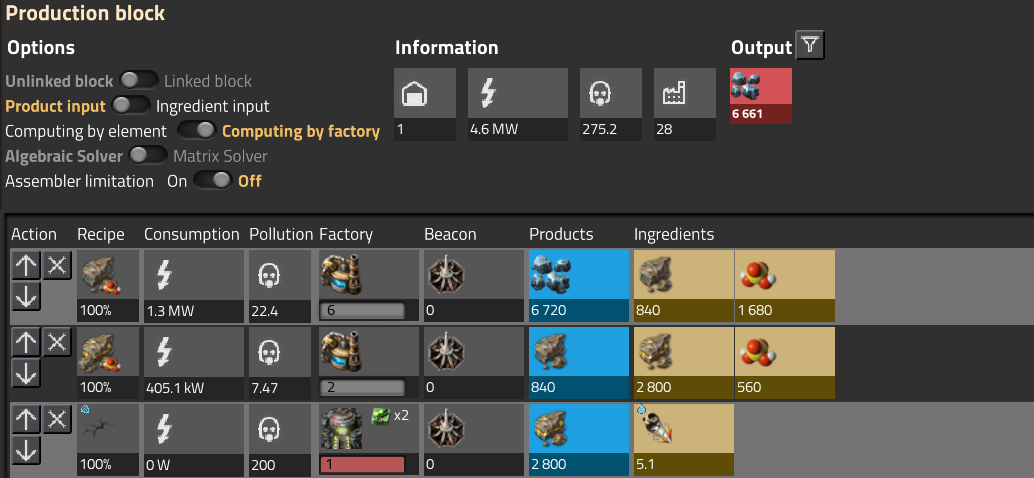 Production block
Options
Information
Output
Unlinked block Linked block
Product input Ingredient input
Computing by element Computing by factory
Algebraic Solver Matrix Solver
Assembler limitation On Off
1
4.6 MW
275.2
28
6 661
Action Recipe Consumption Pollution Factory Beacon Products Ingredients
100% 1.3 MW 22.4 6 0 6 720 840 1 680
100% 405.1 kW 7.47 2 0 840 2 800 560
x2
100% 0 W 200 1 0 2 800 5.1